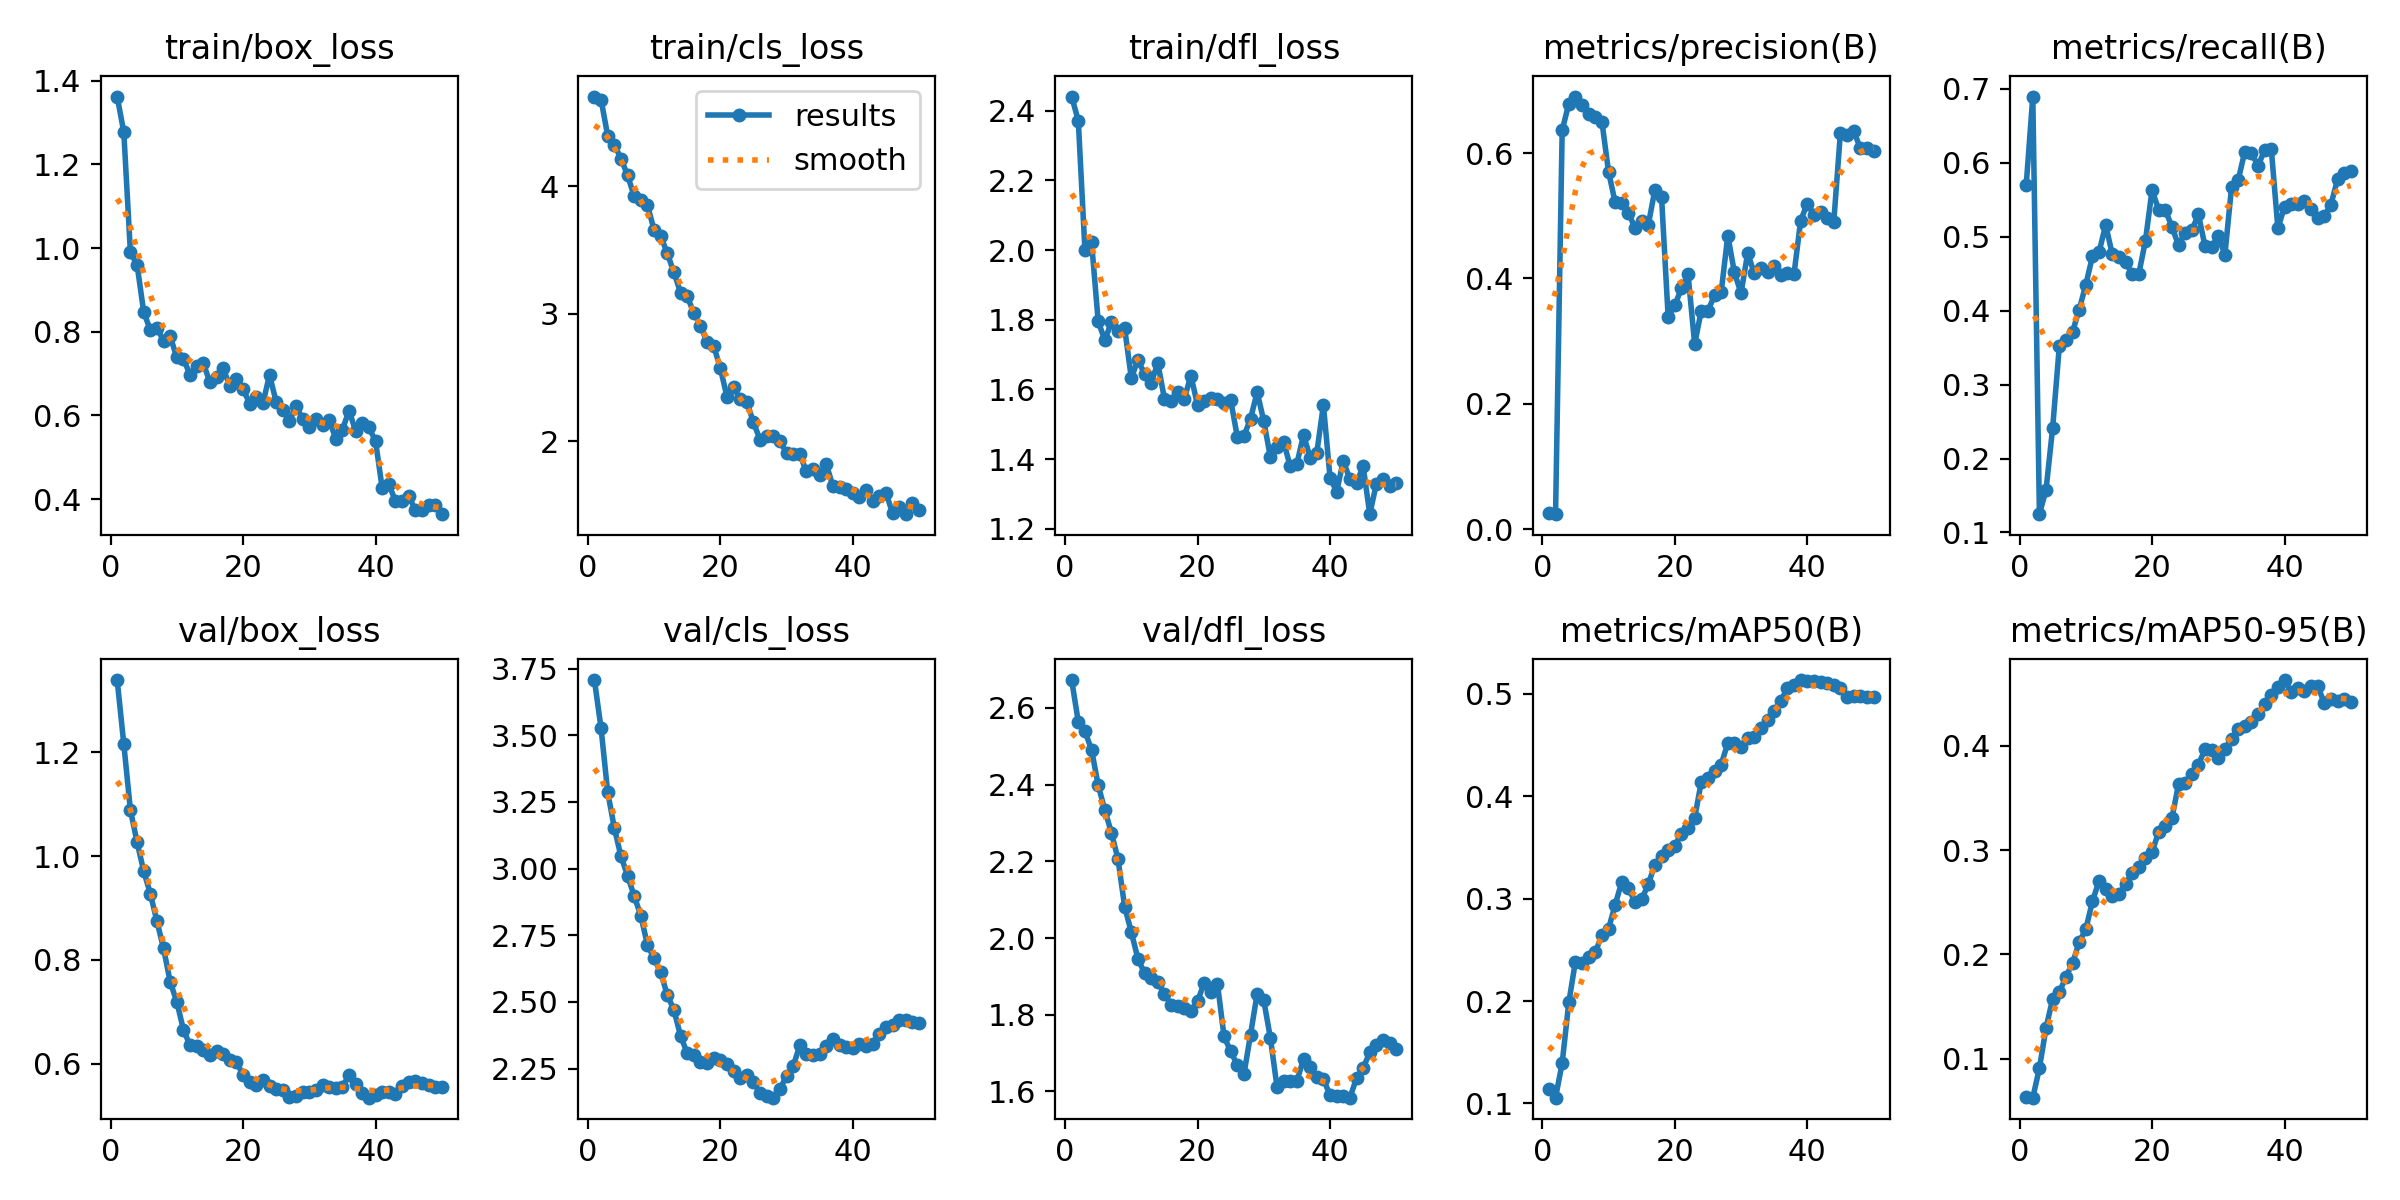 train/box_loss
1.4
1.2
1.0
0.8
0.6
0.4
0 20 40
train/cls_loss
results
smooth
4
3
2
0 20 40
train/dfl_loss
2.4
2.2
2.0
1.8
1.6
1.4
1.2
0 20 40
metrics/precision(B)
0.6
0.4
0.2
0.0
0 20 40
metrics/recall(B)
0.7
0.6
0.5
0.4
0.3
0.2
0.1
0 20 40
val/box_loss
1.2
1.0
0.8
0.6
0 20 40
val/cls_loss
3.75
3.50
3.25
3.00
2.75
2.50
2.25
0 20 40
val/dfl_loss
2.6
2.4
2.2
2.0
1.8
1.6
0 20 40
metrics/mAP50(B)
0.5
0.4
0.3
0.2
0.1
0 20 40
metrics/mAP50-95(B)
0.4
0.3
0.2
0.1
0 20 40